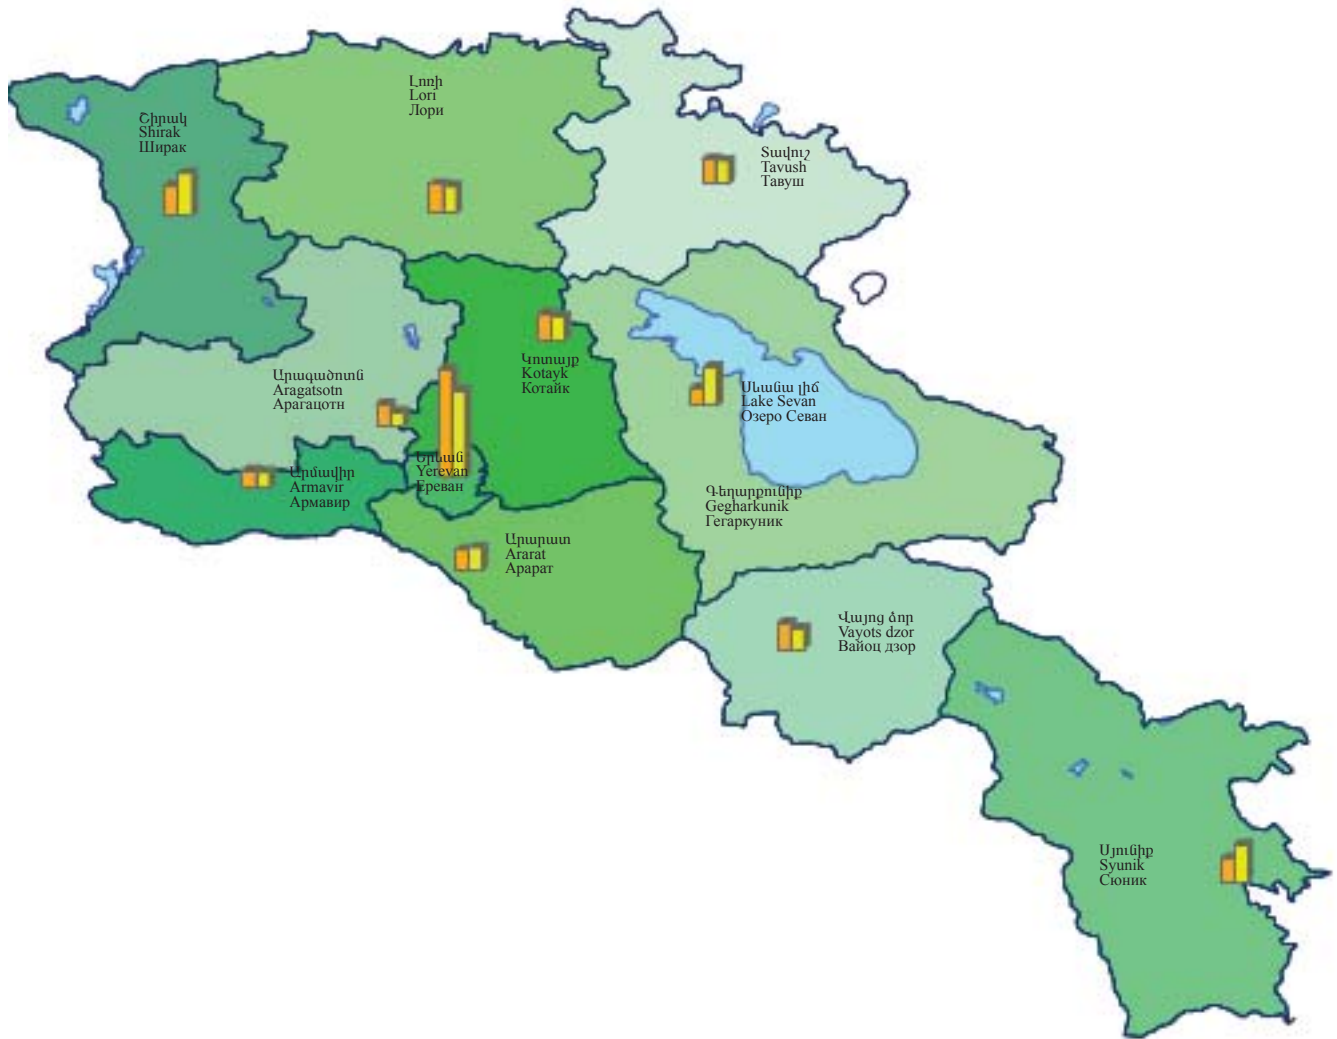 Լոռի
Lori
Лори
Շիրակ
Shirak
Ширак
Տավուշ
Tavush
Тавуш
Կոտայք
Kotayk
Котайк
Արագածոտն
Aragatsotn
Арагацотн
Սևանա լիճ
Lake Sevan
Озеро Севан
Երևան
Yerevan
Ереван
Արմավիր
Armavir
Армавир
Գեղարքունիք
Gegharkunik
Гегаркуник
Արարատ
Ararat
Арарат
Վայոց ձոր
Vayots dzor
Вайоц дзор
Սյունիք
Syunik
Сюник